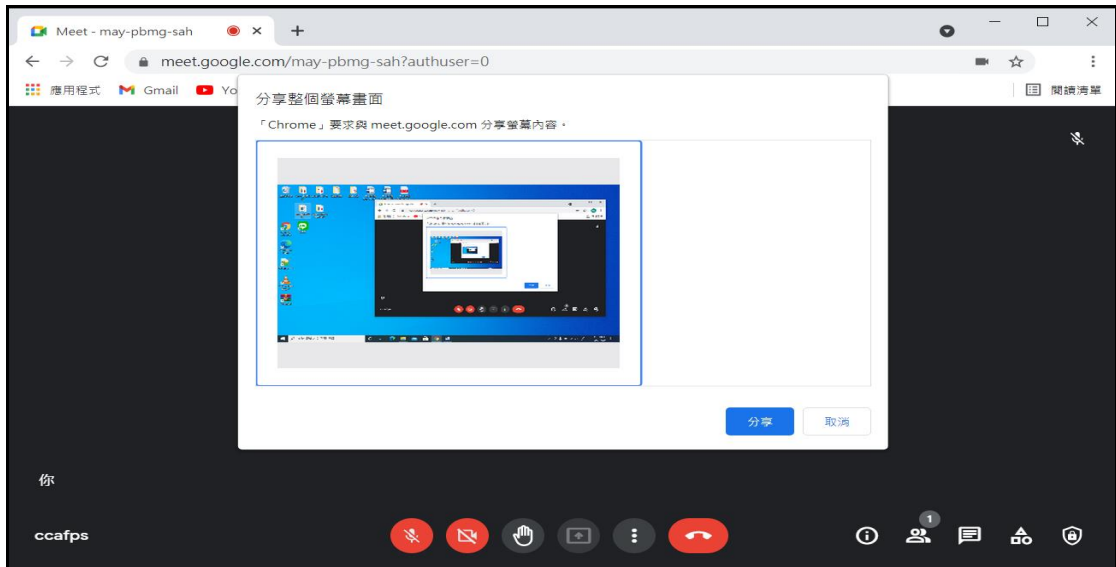 Meet - may-pbmg-sah
meet.google.com/may-pbmg-sah?authuser=0
應用程式 Gmail Yo 閱讀清單
分享整個螢幕畫面
「Chrome」要求與 meet.google.com 分享螢幕內容。
分享 取消
你
1
ccafps